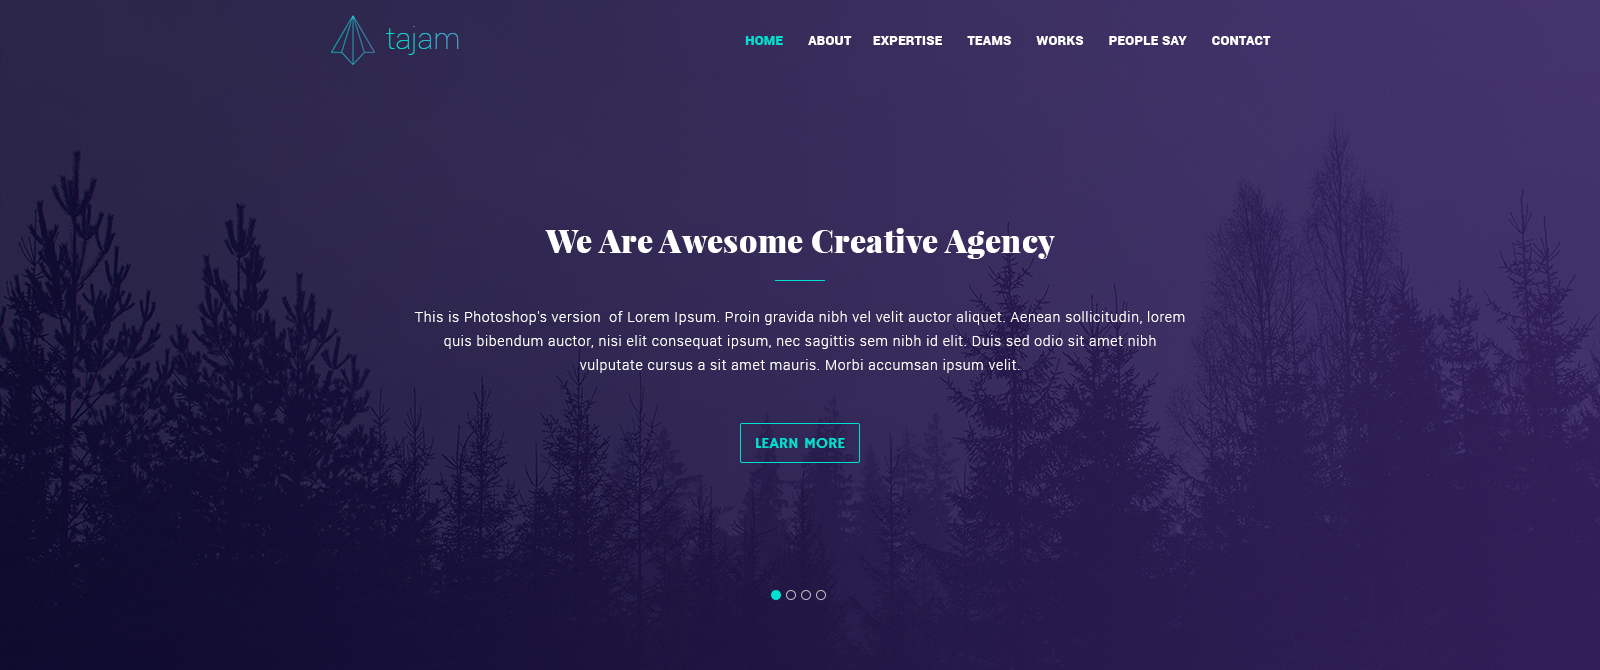 tajam
HOME ABOUT EXPERTISE TEAMS WORKS PEOPLE SAY CONTACT
We Are Awesome Creative Agency
This is Photoshop's version  of Lorem Ipsum. Proin gravida nibh vel velit auctor aliquet. Aenean sollicitudin, lorem
quis bibendum auctor, nisi elit consequat ipsum, nec sagittis sem nibh id elit. Duis sed odio sit amet nibh
vulputate cursus a sit amet mauris. Morbi accumsan ipsum velit.
LEARN MORE